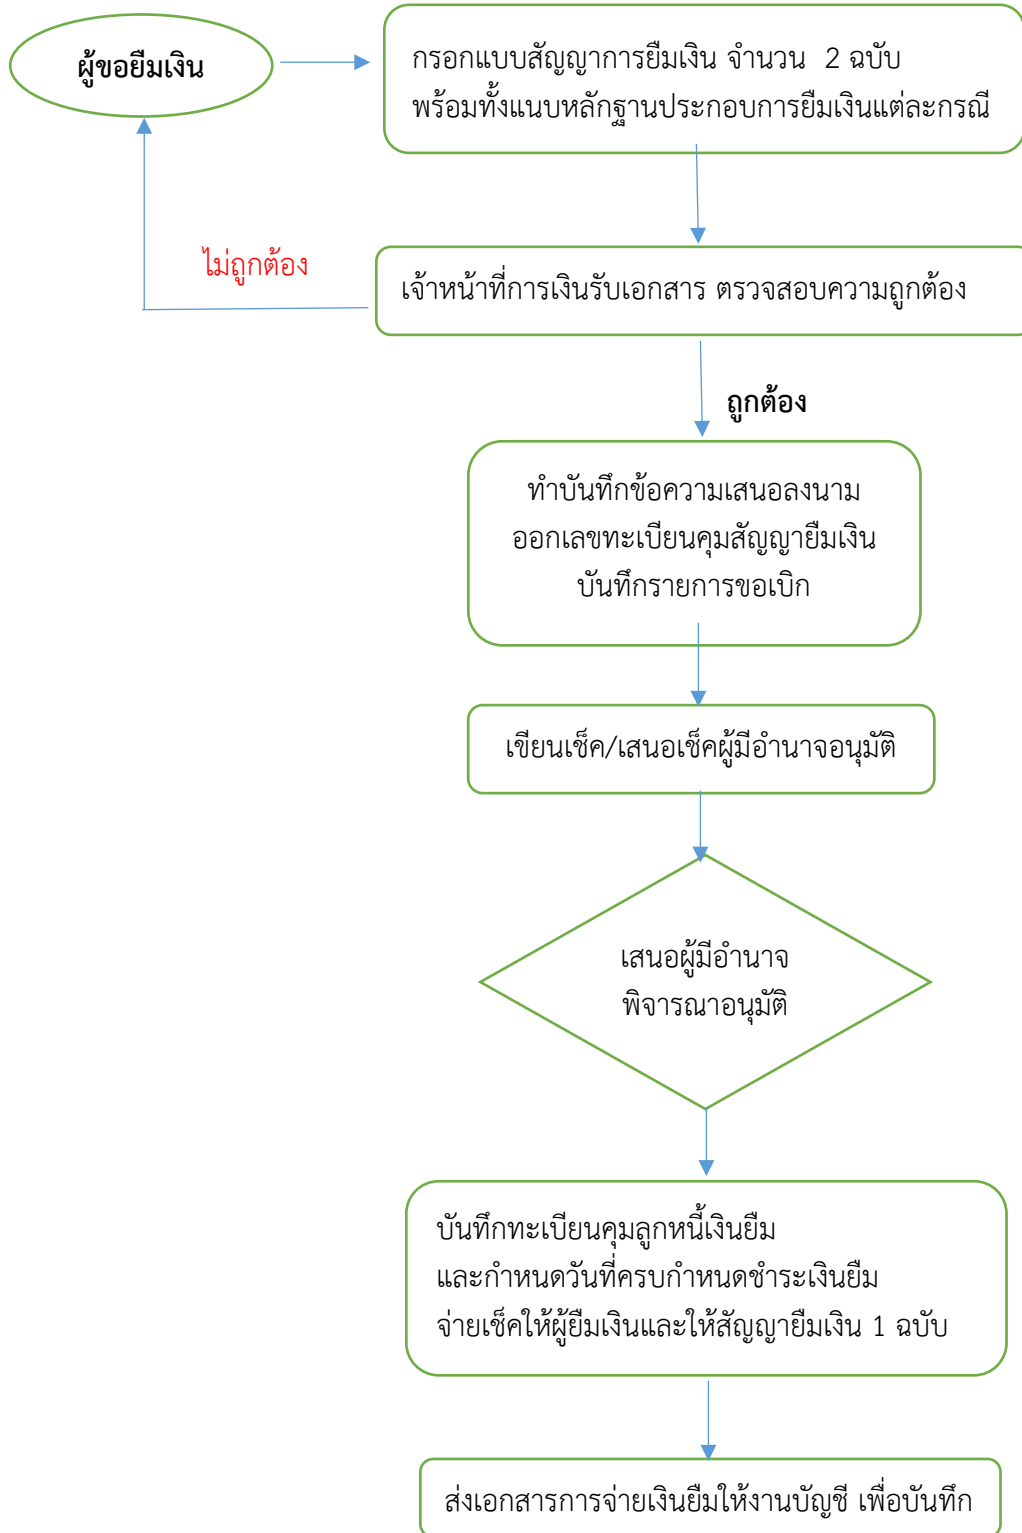 ผู้ขอยืมเงิน
กรอกแบบสัญญาการยืมเงิน จำนวน 2 ฉบับ
พร้อมทั้งแนบหลักฐานประกอบการยืมเงินแต่ละกรณี
ไม่ถูกต้อง
เจ้าหน้าที่การเงินรับเอกสาร ตรวจสอบความถูกต้อง
ถูกต้อง
ทำบันทึกข้อความเสนอลงนาม
ออกเลขทะเบียนคุมสัญญายืมเงิน
บันทึกรายการขอเบิก
เขียนเช็ค/เสนอเช็คผู้มีอำนาจอนุมัติ
เสนอผู้มีอำนาจ
พิจารณาอนุมัติ
บันทึกทะเบียนคุมลูกหนี้เงินยืม
และกำหนดวันที่ครบกำหนดชำระเงินยืม
จ่ายเช็คให้ผู้ยืมเงินและให้สัญญายืมเงิน 1 ฉบับ
ส่งเอกสารการจ่ายเงินยืมให้งานบัญชี เพื่อบันทึก